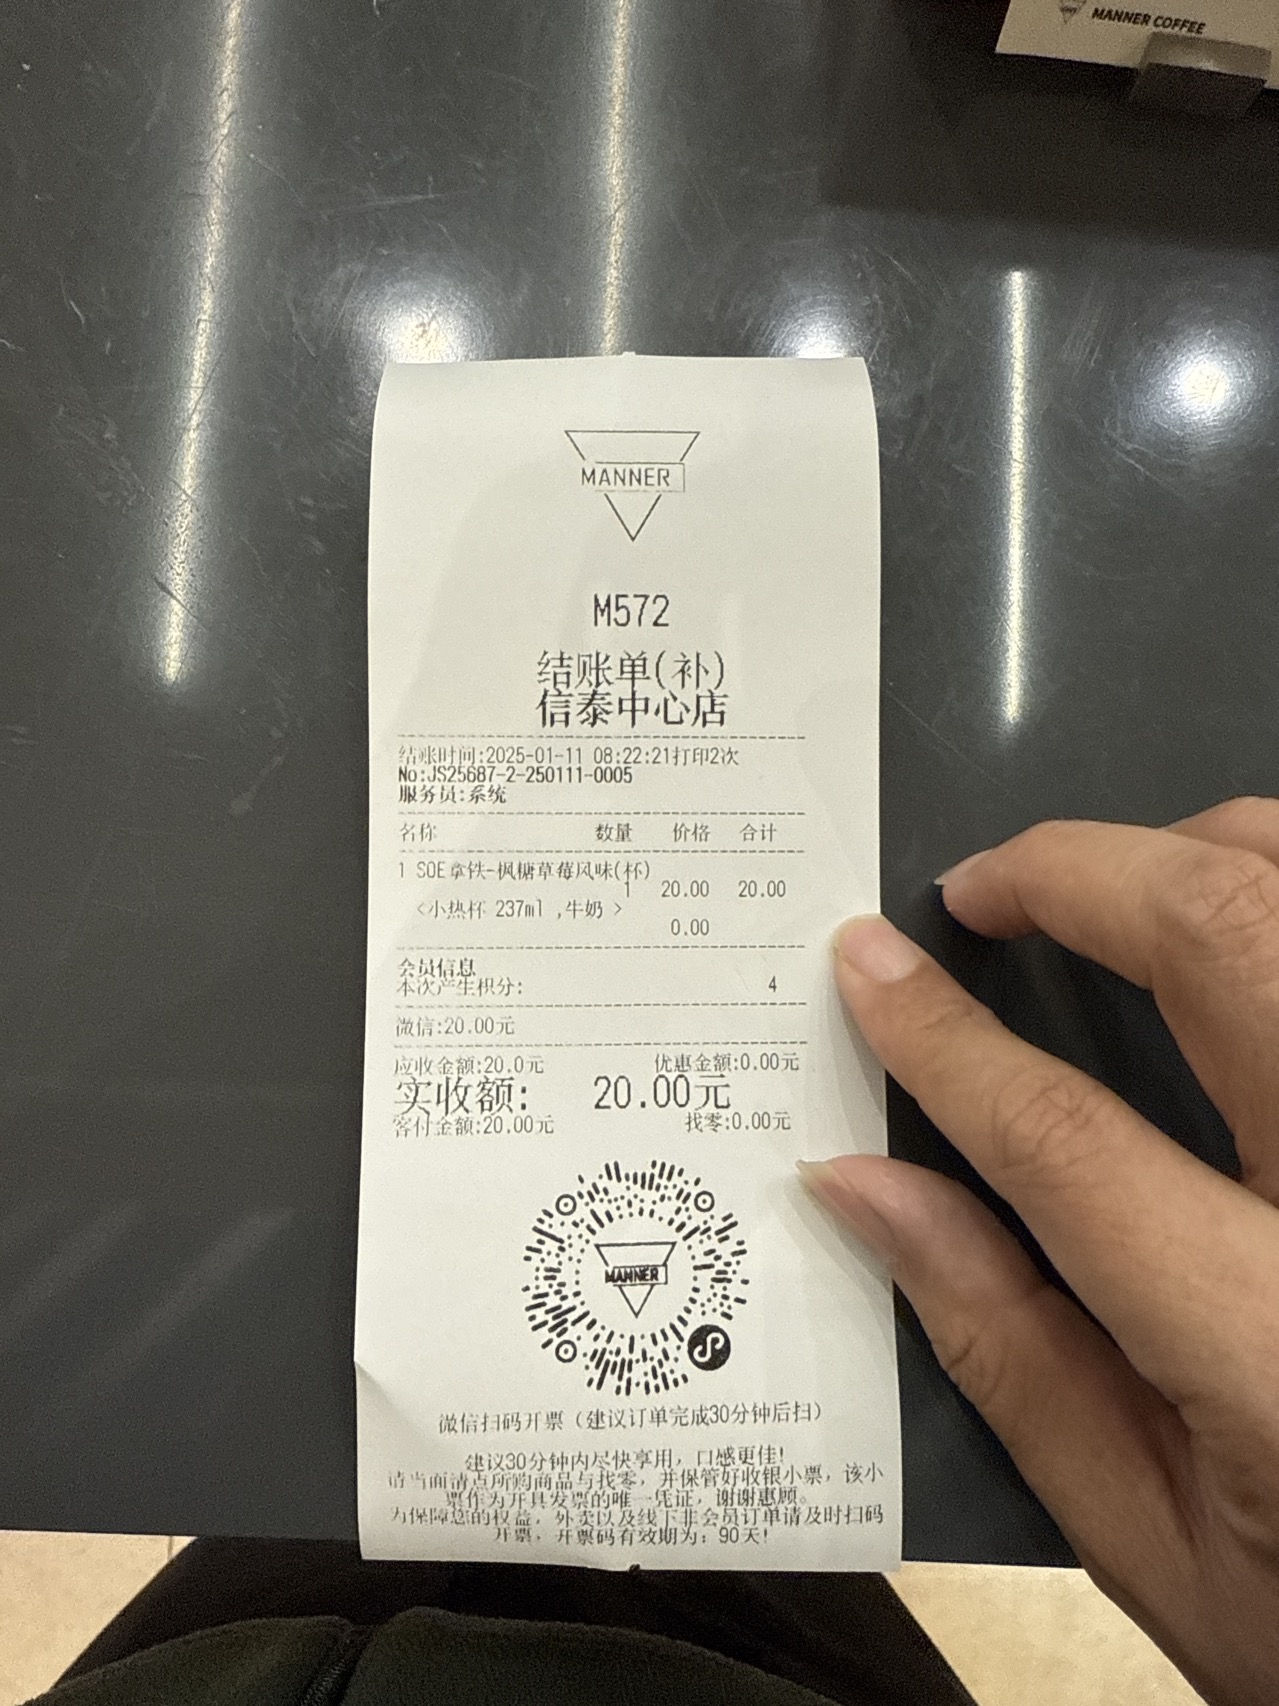 MANNER COFFEE
MANNER
M572
结账单(补)
信泰中心店
结账时间:2025-01-11 08:22:21打印2次
No:JS25687-2-250111-0005
服务员:系统
名称 数量 价格 合计
1 SOE拿铁-枫糖草莓风味(杯)
1 20.00 20.00
<小热杯 237ml ,牛奶 >
0.00
会员信息
本次产生积分: 4
微信:20.00元
应收金额:20.0元 优惠金额:0.00元
实收额: 20.00元
客付金额:20.00元 找零:0.00元
MANNER
微信扫码开票（建议订单完成30分钟后扫）
建议30分钟内尽快享用，口感更佳!
请当面清点所购商品与找零，并保管好收银小票，该小
票作为开具发票的唯一凭证，谢谢惠顾。
为保障您的权益，外卖以及线下非会员订单请及时扫码
开票，开票码有效期为：90天!